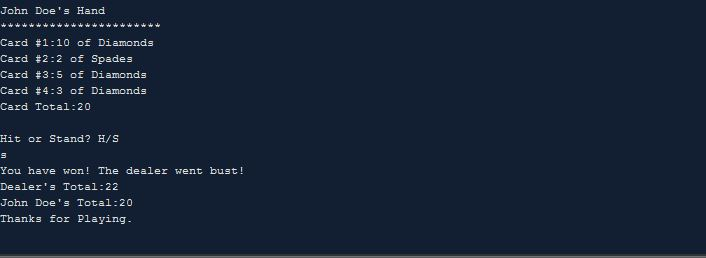 John Doe's Hand
***********************
Card #1:10 of Diamonds
Card #2:2 of Spades
Card #3:5 of Diamonds
Card #4:3 of Diamonds
Card Total:20
Hit or Stand? H/S
s
You have won! The dealer went bust!
Dealer's Total:22
John Doe's Total:20
Thanks for Playing.